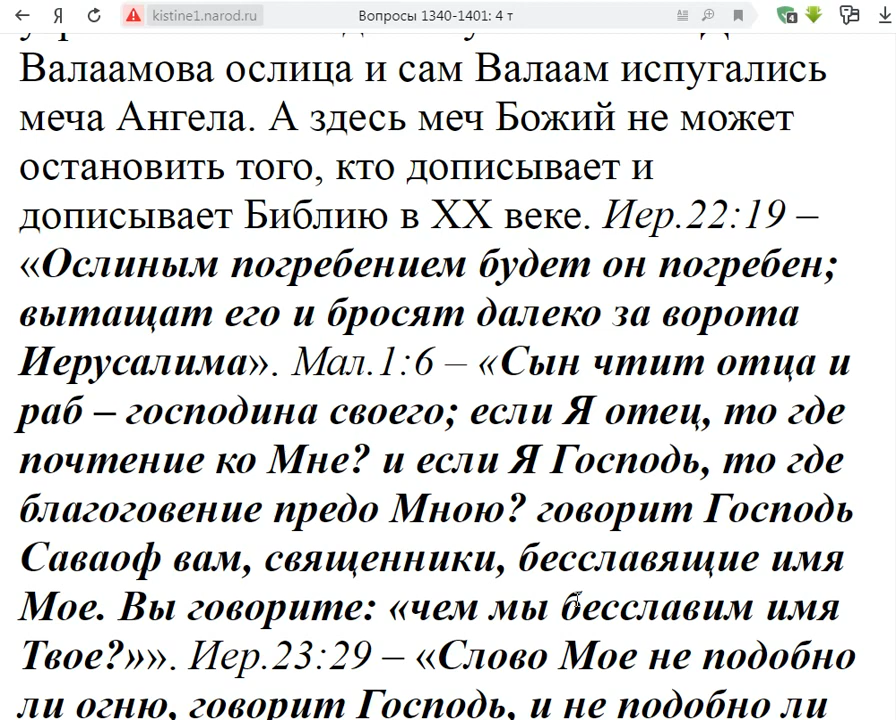 kistine1.narod.ru
Вопросы 1340-1401: 4 т
Валаамова ослица и сам Валаам испугались
меча Ангела. А здесь меч Божий не может
остановить того, кто дописывает и
дописывает Библию в XX веке. Иер.22:19 –
«Ослиным погребением будет он погребен;
вытащат его и бросят далеко за ворота
Иерусалима». Мал.1:6 – «Сын чтит отца и
раб – господина своего; если Я отец, то где
почтение ко Мне? и если Я Господь, то где
благоговение предо Мною? говорит Господь
Саваоф вам, священники, бесславящие имя
Мое. Вы говорите: «чем мы бесславим имя
Твое?»». Иер.23:29 – «Слово Мое не подобно
ли огню, говорит Господь, и не подобно ли